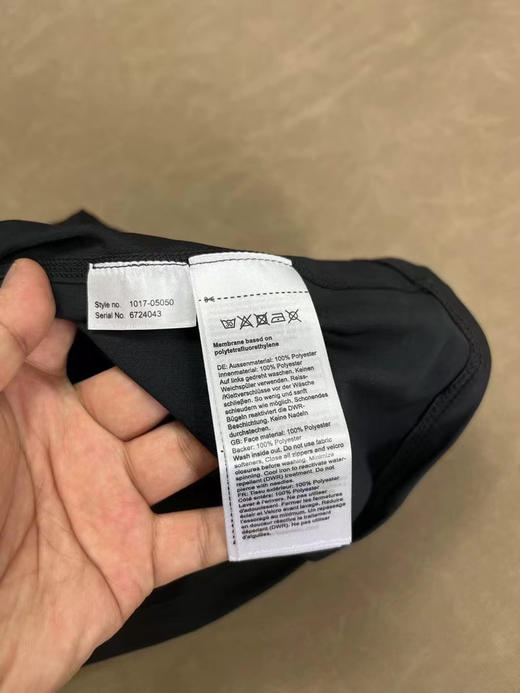 Style no. 1017-05050
Serial No. 6724043
Membrane based on
polytetrafluorethylene
DE: Aussenmaterial: 100% Polyester
Innenmaterial: 100% Polyester
Auf links gedreht waschen. Keinen
Weichspüler verwenden. Reiss-
/Klettverschlüsse vor der Wäsche
schließen. So wenig und sanft
schleudern wie möglich. Schonendes
Bügeln reaktiviert die DWR-
Beschichtung. Keine Nadeln
durchstechen.
GB: Face material: 100% Polyester
Backer: 100% Polyester
Wash inside out. Do not use fabric
softeners. Close all zippers and velcro
closures before washing. Minimize
spinning. Cool iron to reactivate water-
repellent (DWR) treatment. Do not
pierce with needles.
FR: Tissu extérieur: 100% Polyester
Côté intérieur: 100% Polyester
Laver à l'envers. Ne pas utiliser
d'assouplissant. Fermer les fermetures
éclair et Velcro avant lavage. Réduire
l'essorage au minimum. Un repassage
en douceur réactive le traitement
déperlant (DWR). Ne pas utiliser
d'aiguilles.